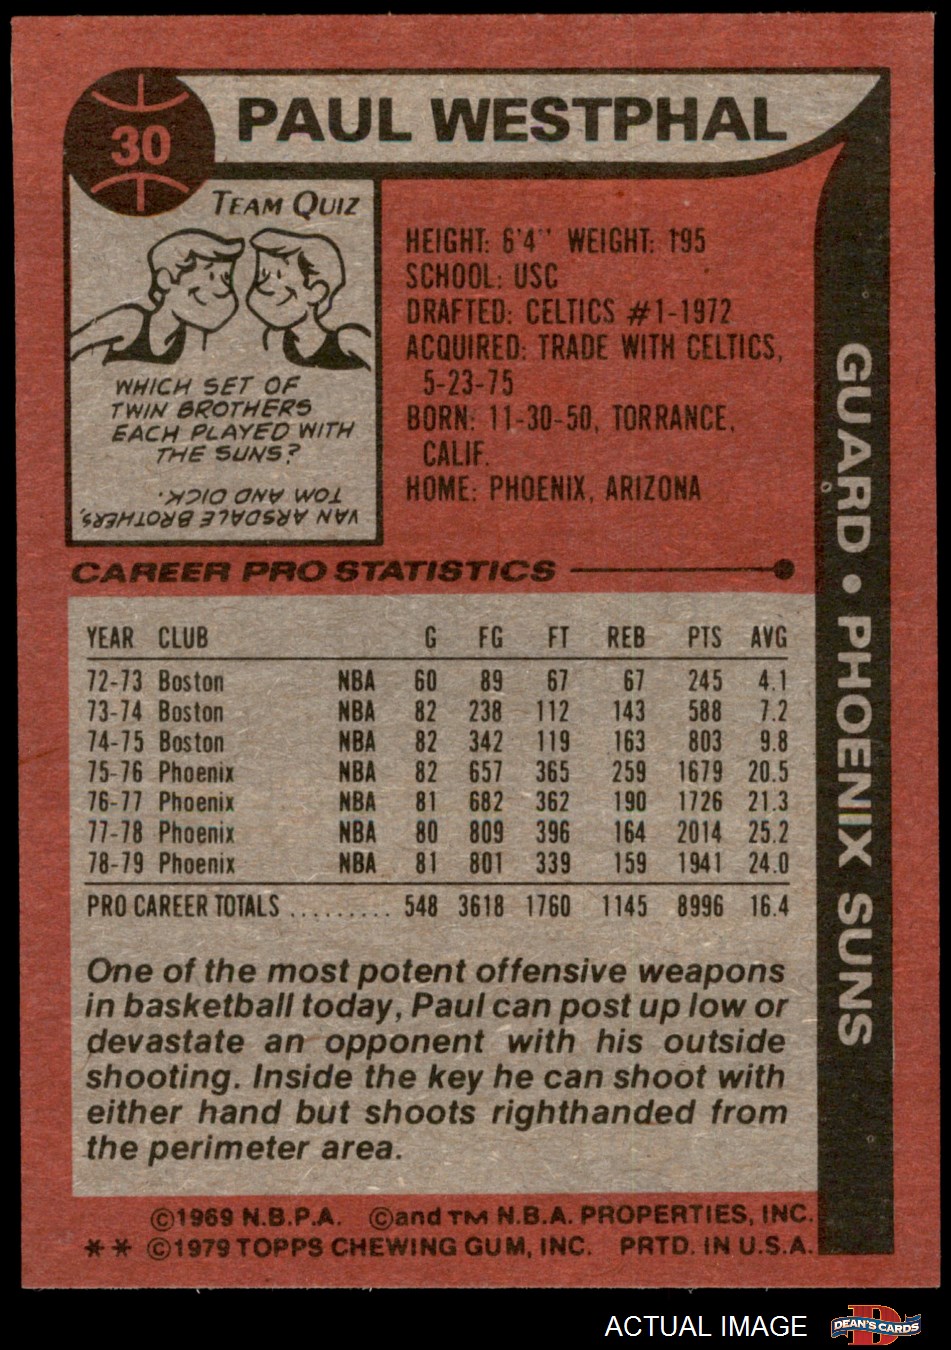 30
PAUL WESTPHAL
TEAM QUIZ
WHICH SET OF
TWIN BROTHERS
EACH PLAYED WITH
THE SUNS?
VAN ARSDALE BROTHERS,
TOM AND DICK.
HEIGHT: 6'4" WEIGHT: 195
SCHOOL: USC
DRAFTED: CELTICS #1-1972
ACQUIRED: TRADE WITH CELTICS,
5-23-75
BORN: 11-30-50, TORRANCE,
CALIF.
HOME: PHOENIX, ARIZONA
GUARD • PHOENIX SUNS
CAREER PRO STATISTICS
YEAR CLUB G FG FT REB PTS AVG
72-73 Boston NBA 60 89 67 67 245 4.1
73-74 Boston NBA 82 238 112 143 588 7.2
74-75 Boston NBA 82 342 119 163 803 9.8
75-76 Phoenix NBA 82 657 365 259 1679 20.5
76-77 Phoenix NBA 81 682 362 190 1726 21.3
77-78 Phoenix NBA 80 809 396 164 2014 25.2
78-79 Phoenix NBA 81 801 339 159 1941 24.0
PRO CAREER TOTALS ......... 548 3618 1760 1145 8996 16.4
One of the most potent offensive weapons
in basketball today, Paul can post up low or
devastate an opponent with his outside
shooting. Inside the key he can shoot with
either hand but shoots righthanded from
the perimeter area.
©1969 N.B.P.A. ©and TM N.B.A. PROPERTIES, INC.
** ©1979 TOPPS CHEWING GUM, INC. PRTD. IN U.S.A.
ACTUAL IMAGE
D
DEAN'S CARDS